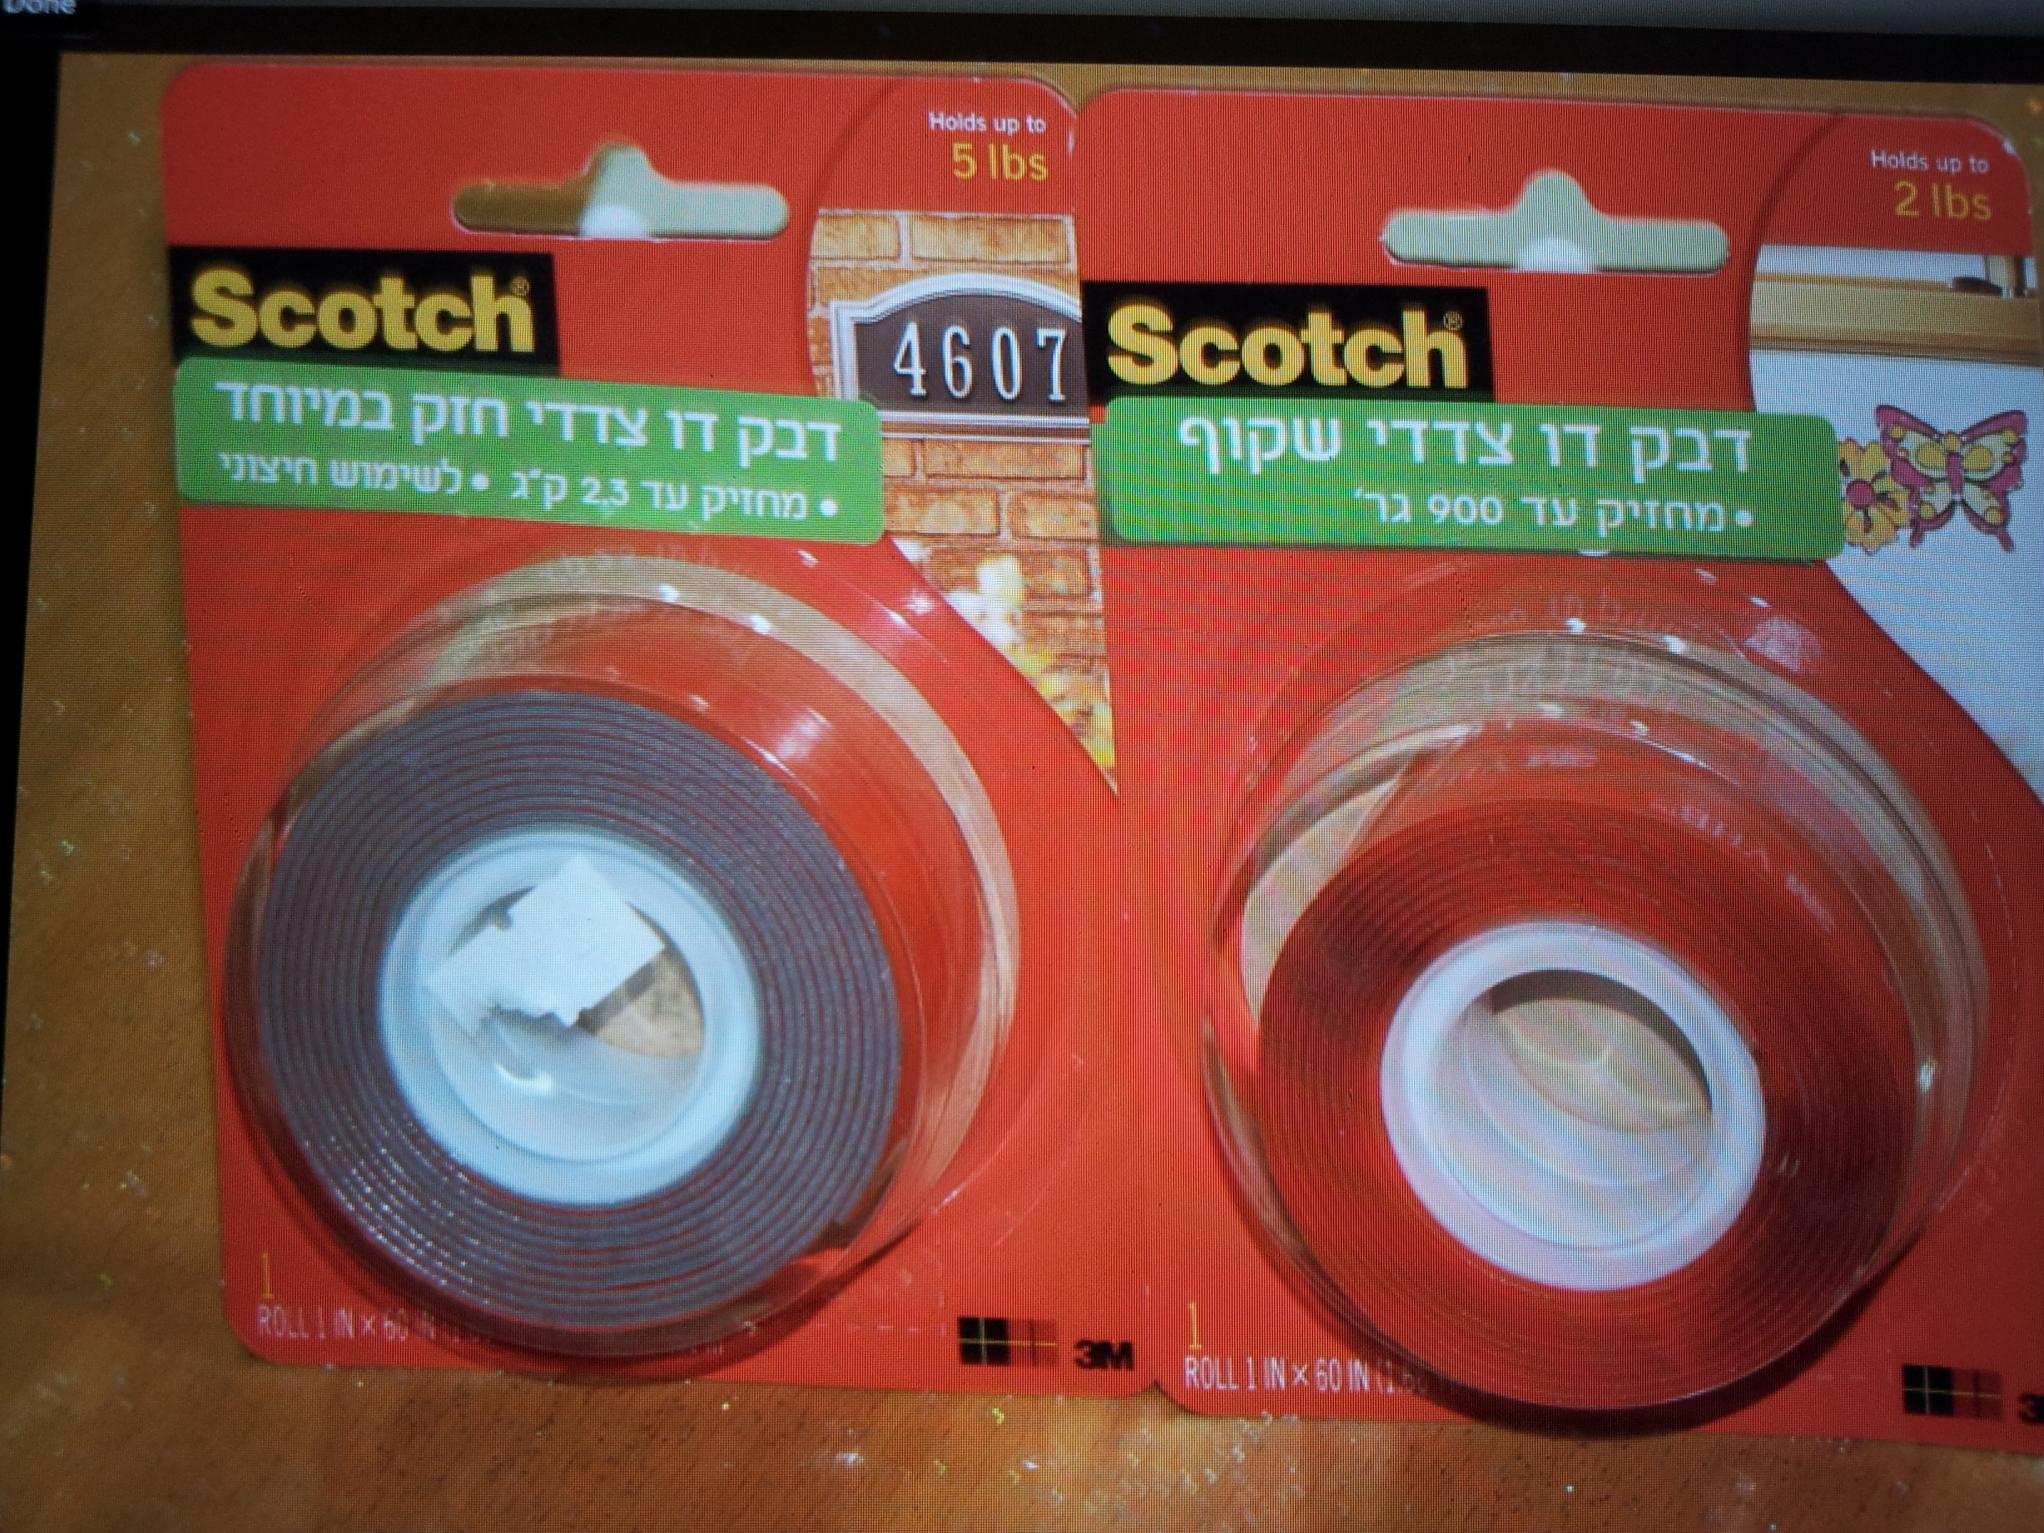 Done
Holds up to
5 lbs
Scotch®
4607
דבק דו צדדי חזק במיוחד
• מחזיק עד 2.3 ק"ג • לשימוש חיצוני
1
ROLL 1 IN × 60 IN
3M
Holds up to
2 lbs
Scotch®
דבק דו צדדי שקוף
• מחזיק עד 900 גר'
1
ROLL 1 IN × 60 IN